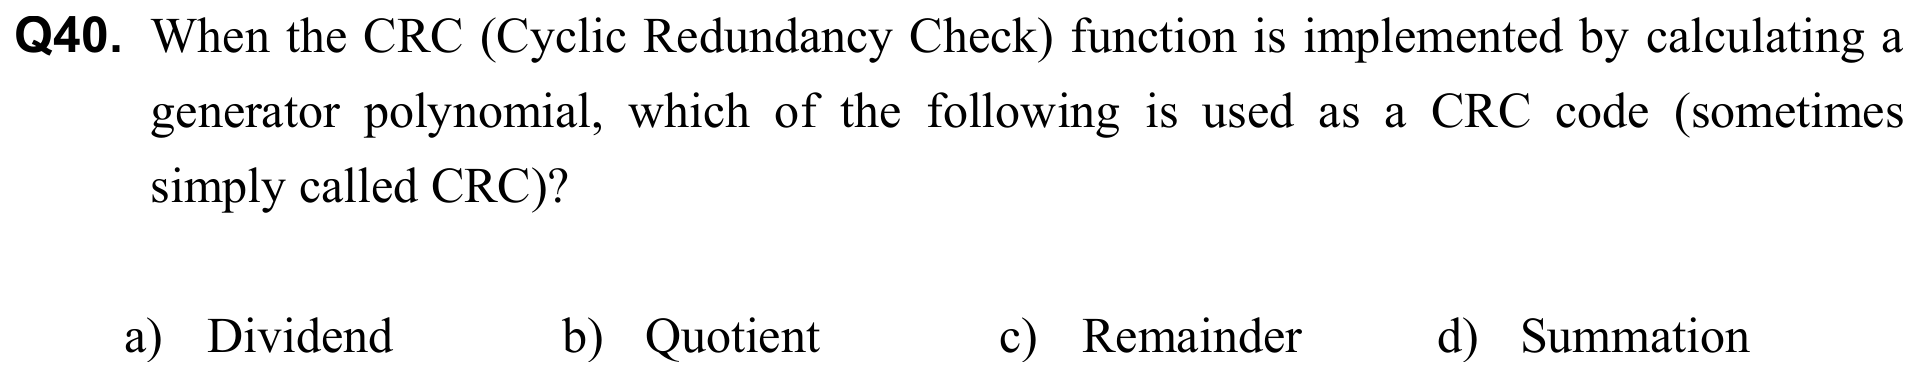 Q40. When the CRC (Cyclic Redundancy Check) function is implemented by calculating a
generator polynomial, which of the following is used as a CRC code (sometimes
simply called CRC)?
a) Dividend b) Quotient c) Remainder d) Summation